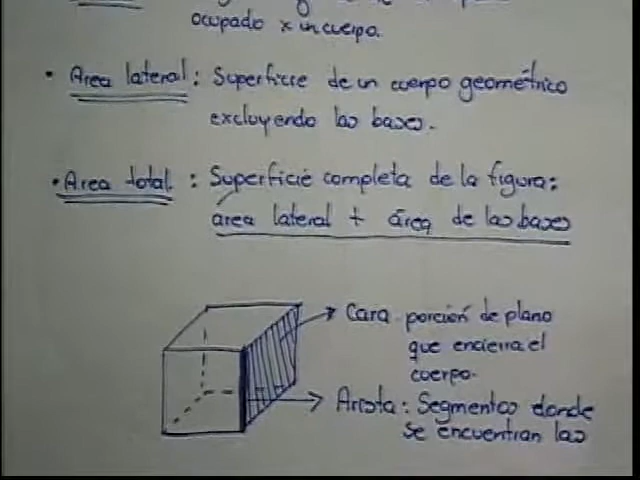 ocupado x un cuerpo.
• Area lateral: Superficie de un cuerpo geométrico
excluyendo las bases.
• Area total : Superficie completa de la figura:
área lateral + área de las bases
Cara porción de plano
que encierra el
cuerpo.
Arista: Segmentos donde
se encuentran las